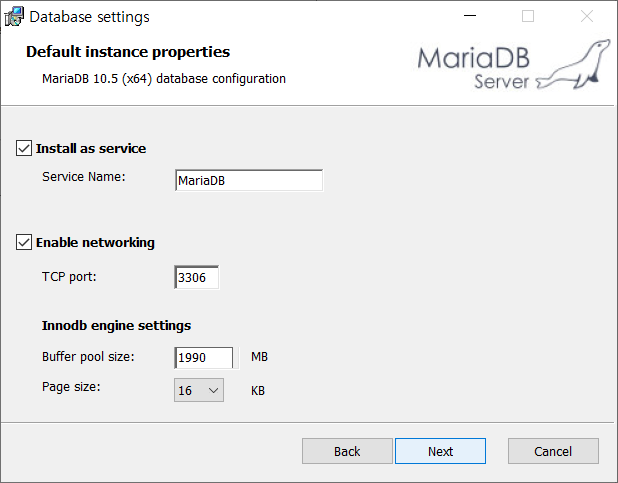 Database settings
Default instance properties
MariaDB 10.5 (x64) database configuration
MariaDB
Server
Install as service
Service Name: MariaDB
Enable networking
TCP port: 3306
Innodb engine settings
Buffer pool size: 1990 MB
Page size: 16 KB
Back Next Cancel